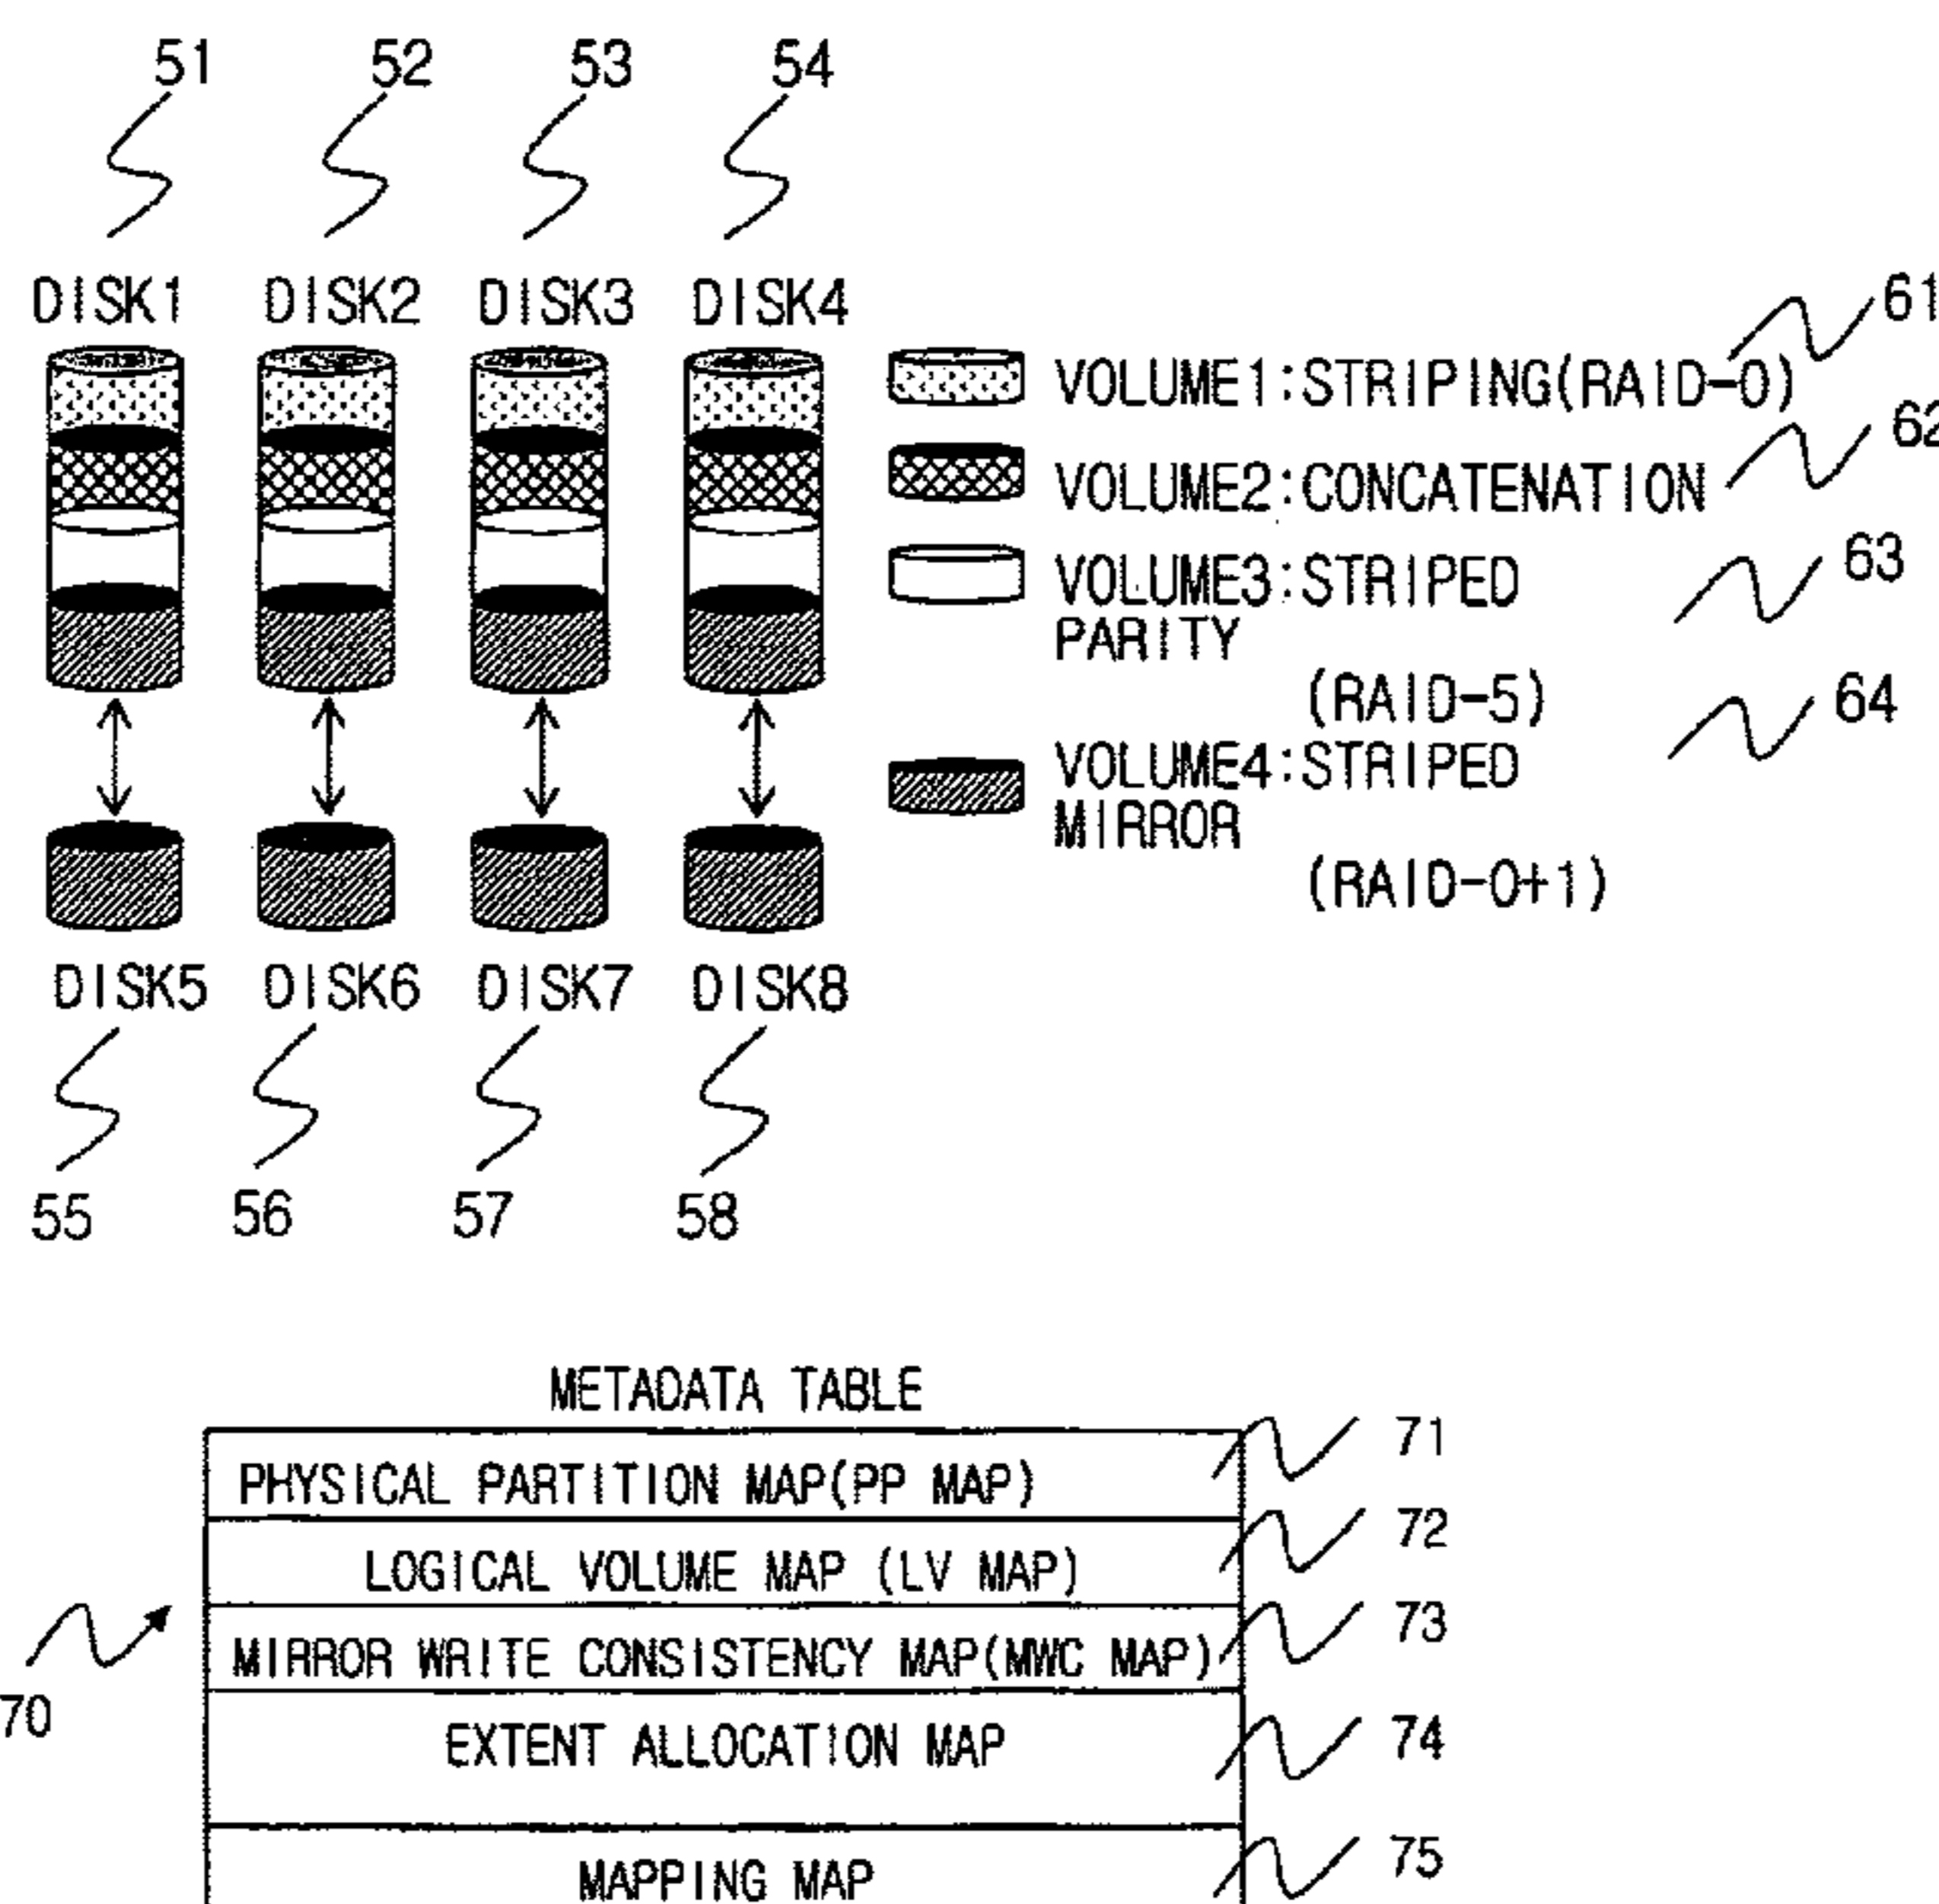 51 52 53 54
DISK1 DISK2 DISK3 DISK4
61
VOLUME1:STRIPING(RAID-0)
62
VOLUME2:CONCATENATION
63
VOLUME3:STRIPED
PARITY
(RAID-5)
64
VOLUME4:STRIPED
MIRROR
(RAID-0+1)
DISK5 DISK6 DISK7 DISK8
55 56 57 58
METADATA TABLE
PHYSICAL PARTITION MAP(PP MAP) 71
LOGICAL VOLUME MAP (LV MAP) 72
MIRROR WRITE CONSISTENCY MAP(MWC MAP) 73
70
EXTENT ALLOCATION MAP 74
MAPPING MAP 75